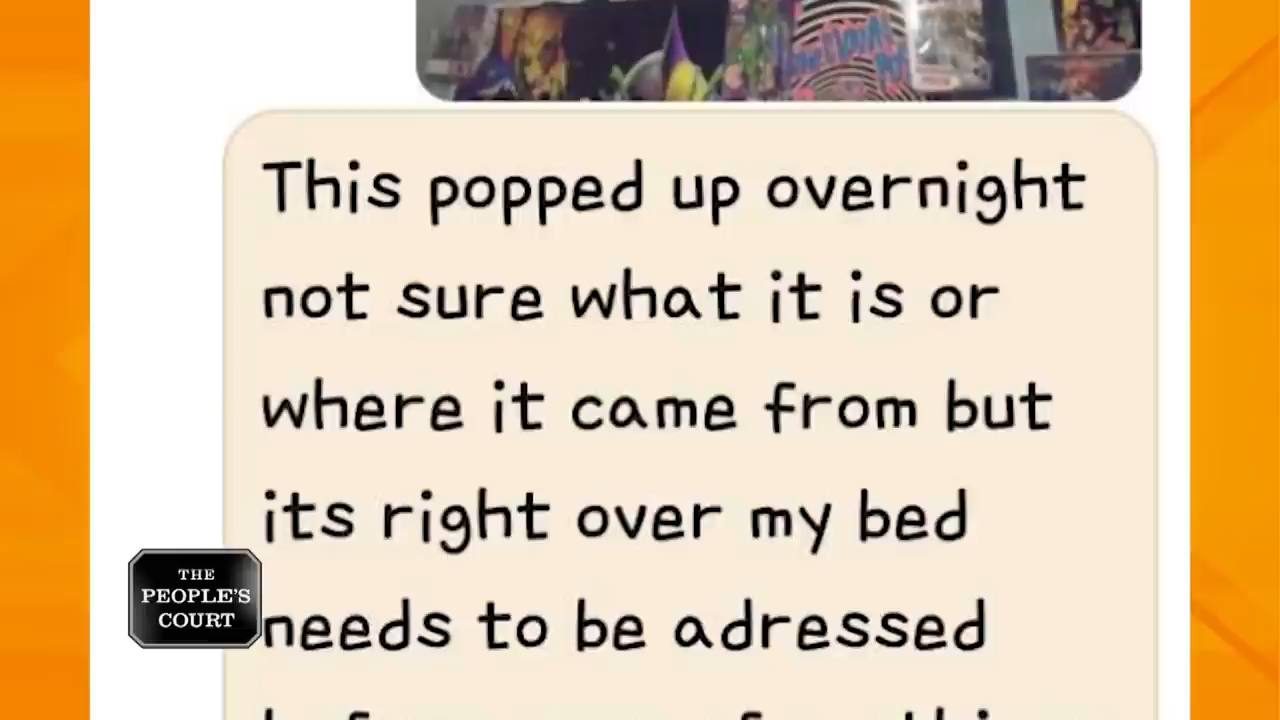 This popped up overnight
not sure what it is or
where it came from but
its right over my bed
needs to be adressed
THE
PEOPLE'S
COURT